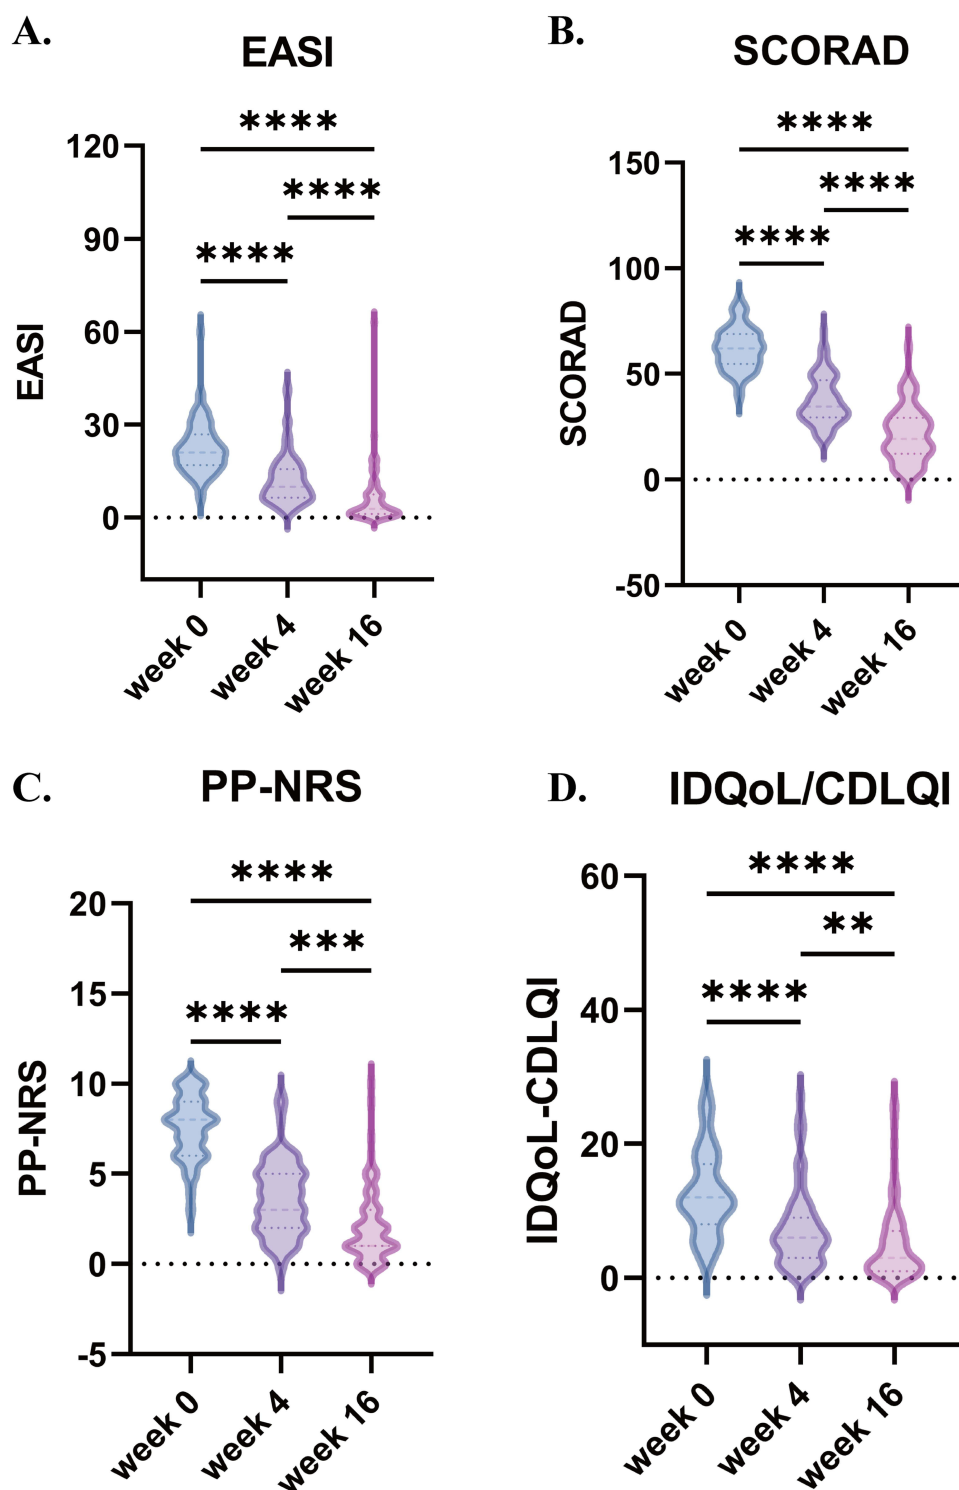 A.
EASI
****
120
****
90
****
60
EASI
30
0
week 0
week 4
week 16
B.
SCORAD
****
150
****
****
100
SCORAD
50
0
-50
week 0
week 4
week 16
C.
PP-NRS
****
20
***
15
****
10
PP-NRS
5
0
-5
week 0
week 4
week 16
D.
IDQoL/CDLQI
****
60
**
****
40
IDQoL-CDLQI
20
0
week 0
week 4
week 16